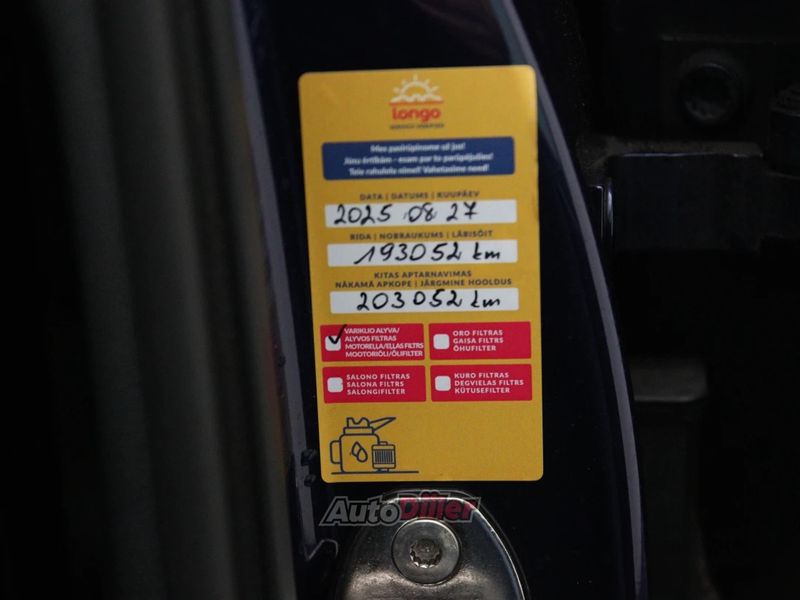 longo
Mes pasirūpinome už jus!
Jūsu ērtībām – esam par to parūpējušies!
Teie rahulolu nimel! Vahetasime need!
DATA | DATUMS | KUUPÄEV
2025 08 27
RIDA | NOBRAUKUMS | LÄBISÕIT
193052 km
KITAS APTARNAVIMAS
NĀKAMĀ APKOPE | JÄRGMINE HOOLDUS
203052 km
VARIKLIO ALYVA/
ALYVOS FILTRAS
MOTOREĻĻA/EĻĻAS FILTRS
MOOTORIÕLI/ÕLIFILTER
ORO FILTRAS
GAISA FILTRS
ÕHUFILTER
SALONO FILTRAS
SALONA FILTRS
SALONGIFILTER
KURO FILTRAS
DEGVIELAS FILTRS
KÜTUSEFILTER
AutoDiiler